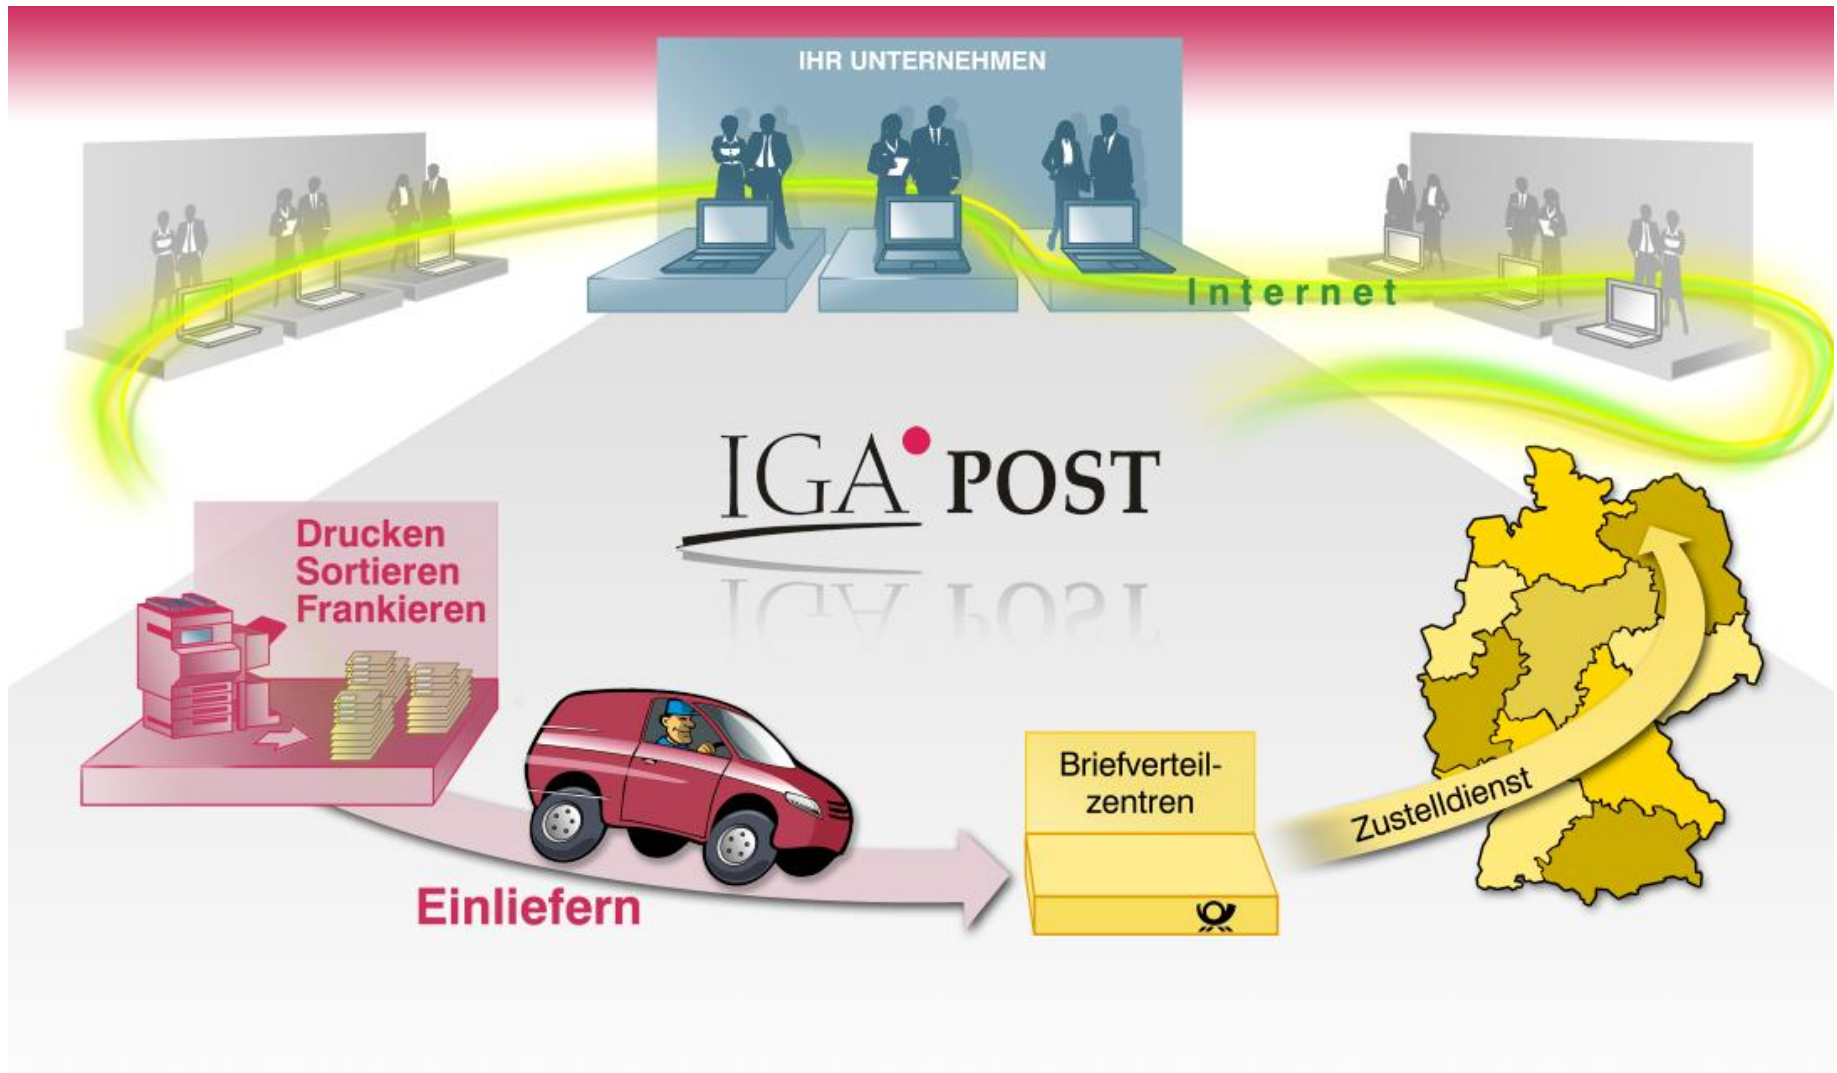 IHR UNTERNEHMEN
Internet
IGA POST
Drucken
Sortieren
Frankieren
Einliefern
Briefverteil-
zentren
Zustelldienst